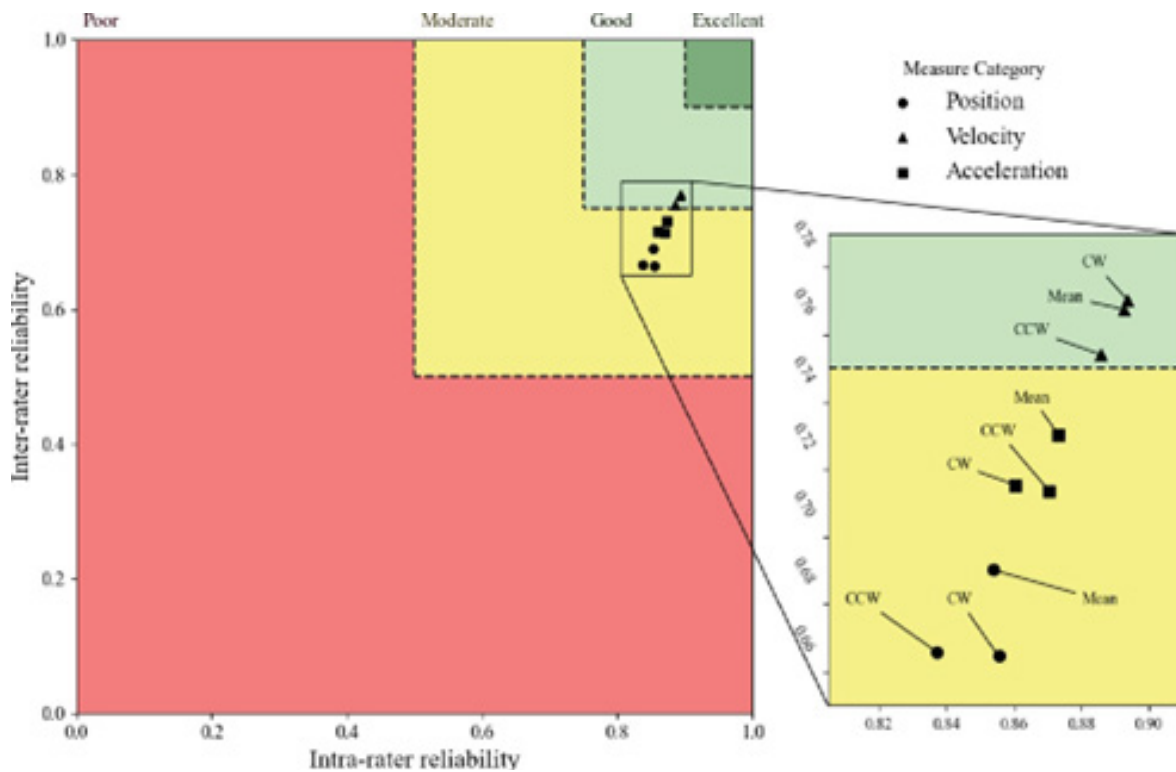 Poor Moderate Good Excellent
1.0
0.8
0.6
0.4
0.2
0.0
Inter-rater reliability
0.0 0.2 0.4 0.6 0.8 1.0
Intra-rater reliability
Measure Category
Position
Velocity
Acceleration
0.78
0.76
0.74
0.72
0.70
0.68
0.66
CW
Mean
CCW
Mean
CCW
CW
CCW
CW
Mean
0.82 0.84 0.86 0.88 0.90